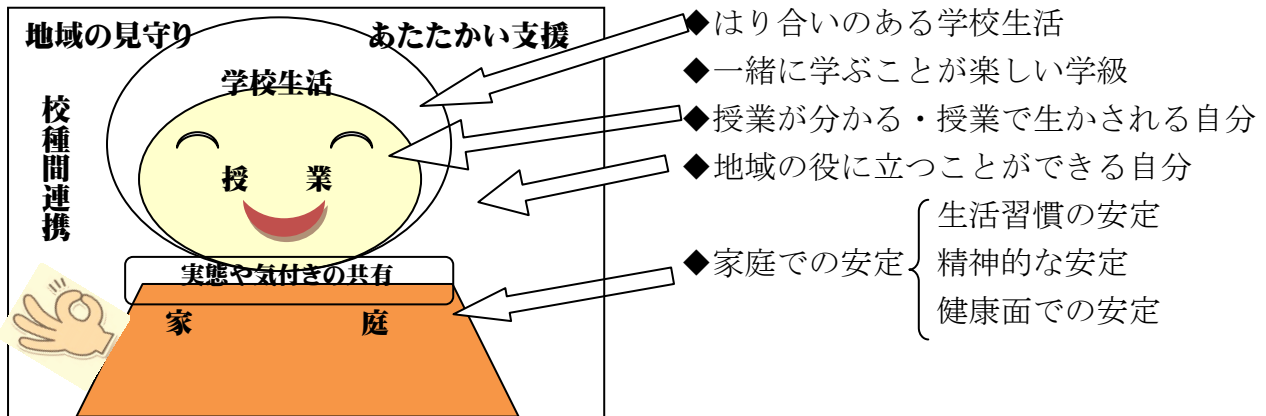 地域の見守り
あたたかい支援
学校生活
校種間連携
授 業
実態や気付きの共有
家 庭
◆はり合いのある学校生活
◆一緒に学ぶことが楽しい学級
◆授業が分かる・授業で生かされる自分
◆地域の役に立つことができる自分
◆家庭での安定
生活習慣の安定
精神的な安定
健康面での安定